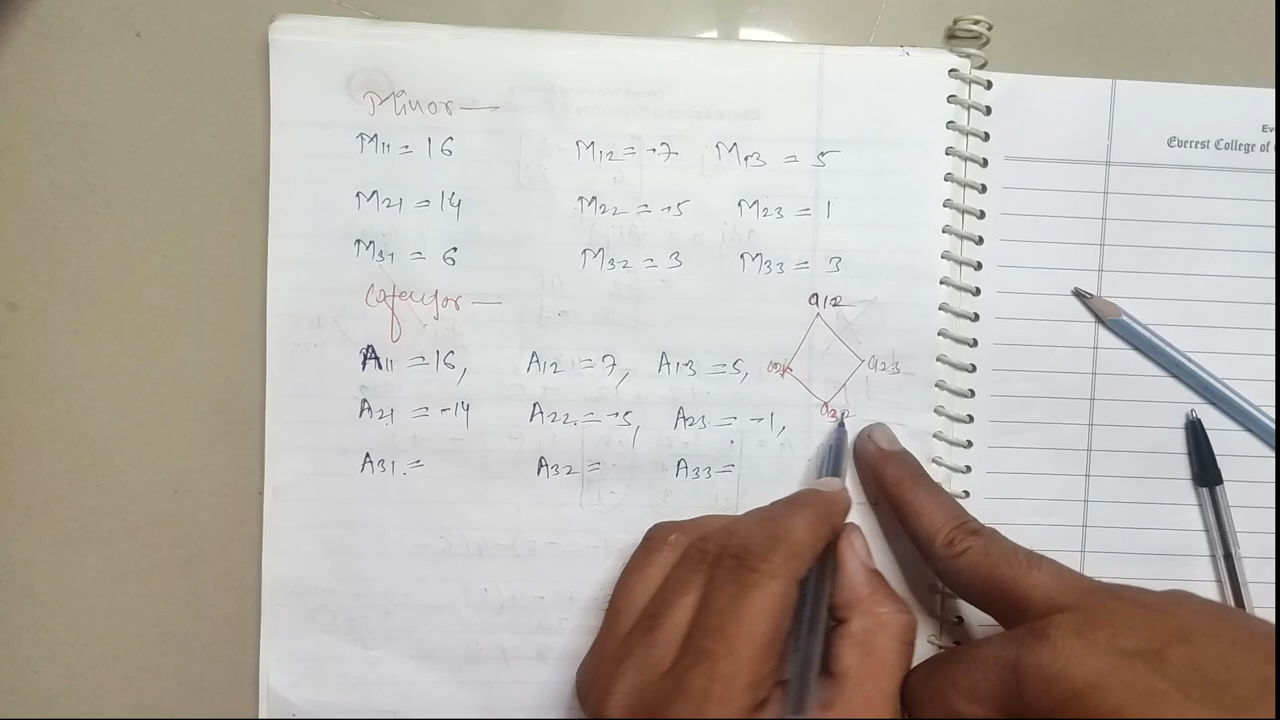 Minor —
M11 = 16 M12 = -7 M13 = 5
M21 = 14 M22 = -5 M23 = 1
M31 = 6 M32 = 3 M33 = 3
Cofactor —
a12
A11 = 16, A12 = 7, A13 = 5,
a21 a23
a32
A21 = -14 A22 = -5, A23 = -1,
A31 = A32 = A33 =
Everest College of